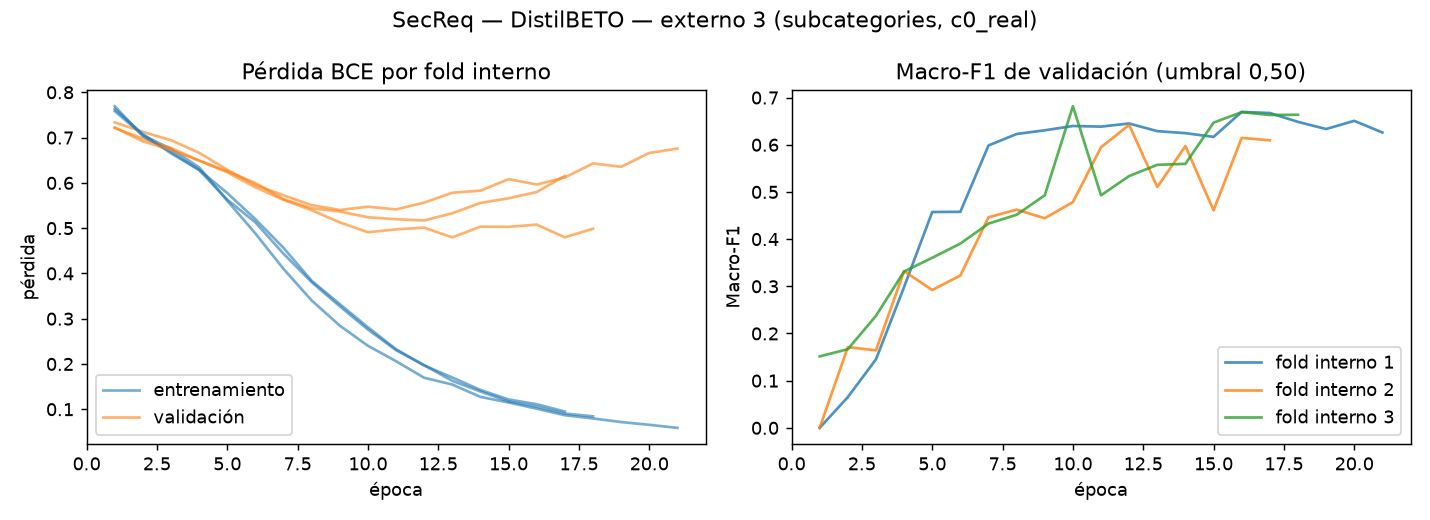 SecReq — DistilBETO — externo 3 (subcategories, c0_real)
Pérdida BCE por fold interno
pérdida
0.8
0.7
0.6
0.5
0.4
0.3
0.2
0.1
entrenamiento
validación
0.0 2.5 5.0 7.5 10.0 12.5 15.0 17.5 20.0
época
Macro-F1 de validación (umbral 0,50)
Macro-F1
0.7
0.6
0.5
0.4
0.3
0.2
0.1
0.0
fold interno 1
fold interno 2
fold interno 3
0.0 2.5 5.0 7.5 10.0 12.5 15.0 17.5 20.0
época